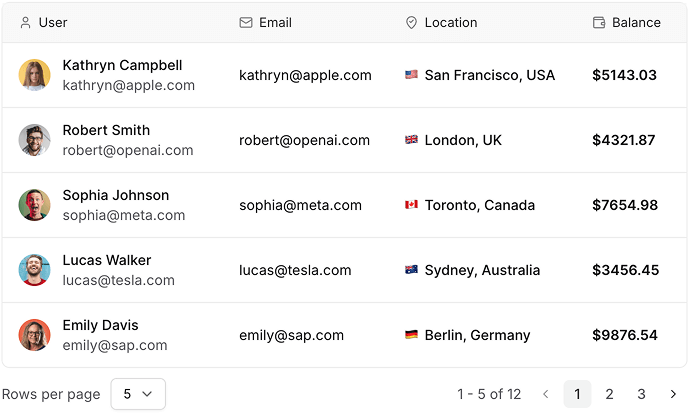 User Email Location Balance
Kathryn Campbell
kathryn@apple.com kathryn@apple.com San Francisco, USA $5143.03
Robert Smith
robert@openai.com robert@openai.com London, UK $4321.87
Sophia Johnson
sophia@meta.com sophia@meta.com Toronto, Canada $7654.98
Lucas Walker
lucas@tesla.com lucas@tesla.com Sydney, Australia $3456.45
Emily Davis
emily@sap.com emily@sap.com Berlin, Germany $9876.54
Rows per page 5 1 - 5 of 12 1 2 3